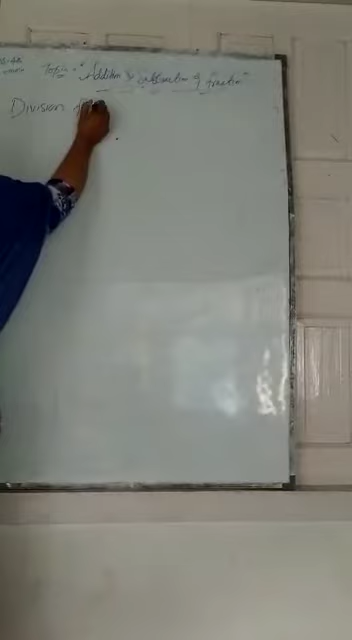 Topic = "Addition & subtraction of fraction"
Division of